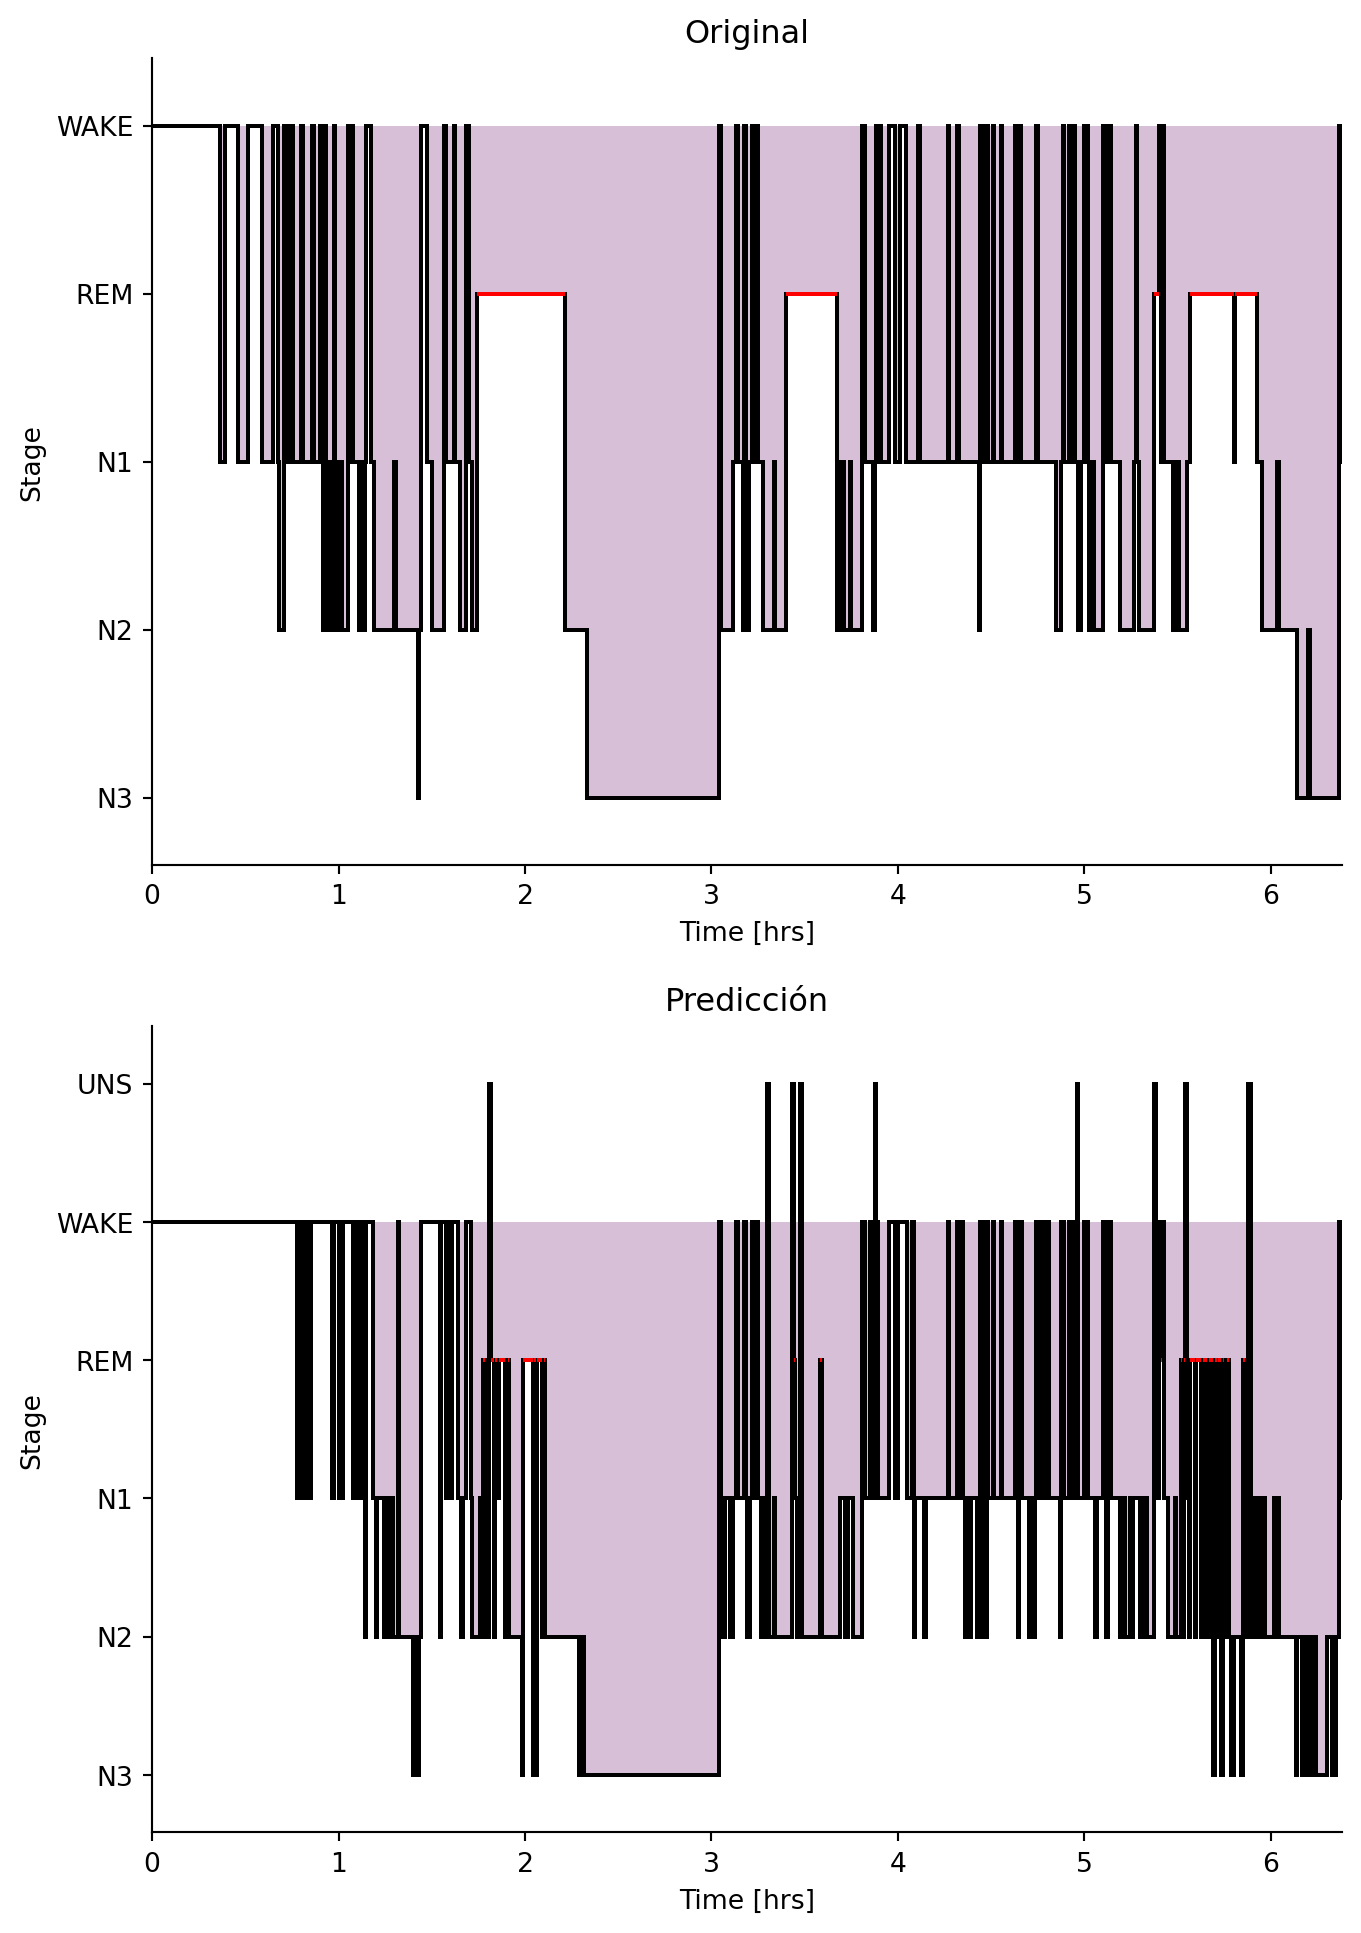 Original
WAKE
REM
N1
N2
N3
Stage
0 1 2 3 4 5 6
Time [hrs]
Predicción
UNS
WAKE
REM
N1
N2
N3
Stage
0 1 2 3 4 5 6
Time [hrs]